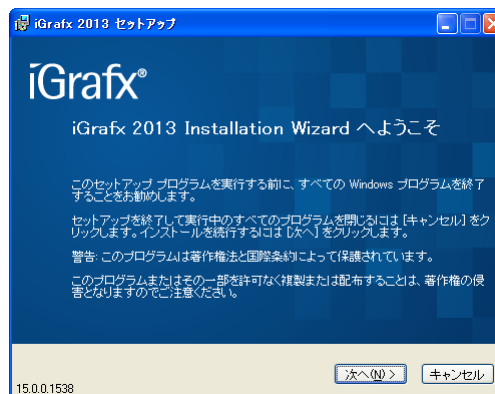 iGrafx 2013 セットアップ
iGrafx®
iGrafx 2013 Installation Wizard へようこそ
このセットアップ プログラムを実行する前に、すべての Windows プログラムを終了
することをお勧めします。
セットアップを終了して実行中のすべてのプログラムを閉じるには [キャンセル] をク
リックします。インストールを続行するには [次へ] をクリックします。
警告: このプログラムは著作権法と国際条約によって保護されています。
このプログラムまたはその一部を許可なく複製または配布することは、著作権の侵
害となりますのでご注意ください。
次へ(N) >
キャンセル
15.0.0.1538